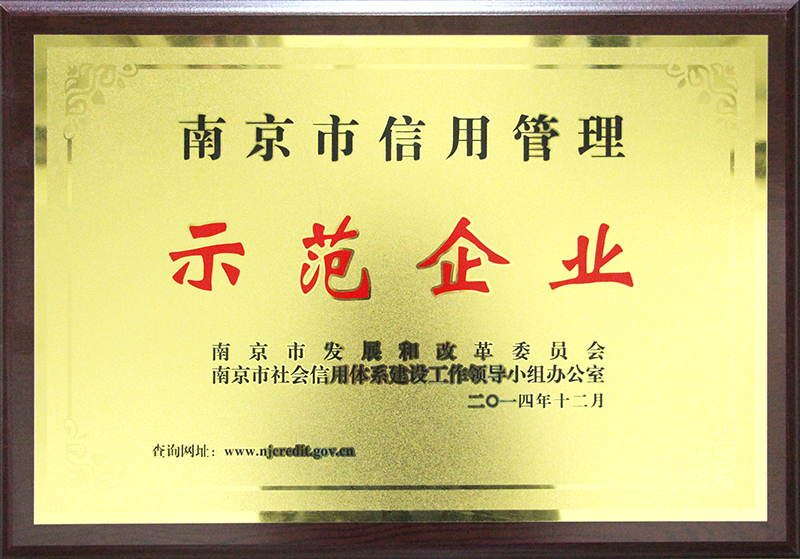 南京市信用管理
示范企业
南京市发展和改革委员会
南京市社会信用体系建设工作领导小组办公室
二〇一四年十二月
查询网址：www.njcredit.gov.cn